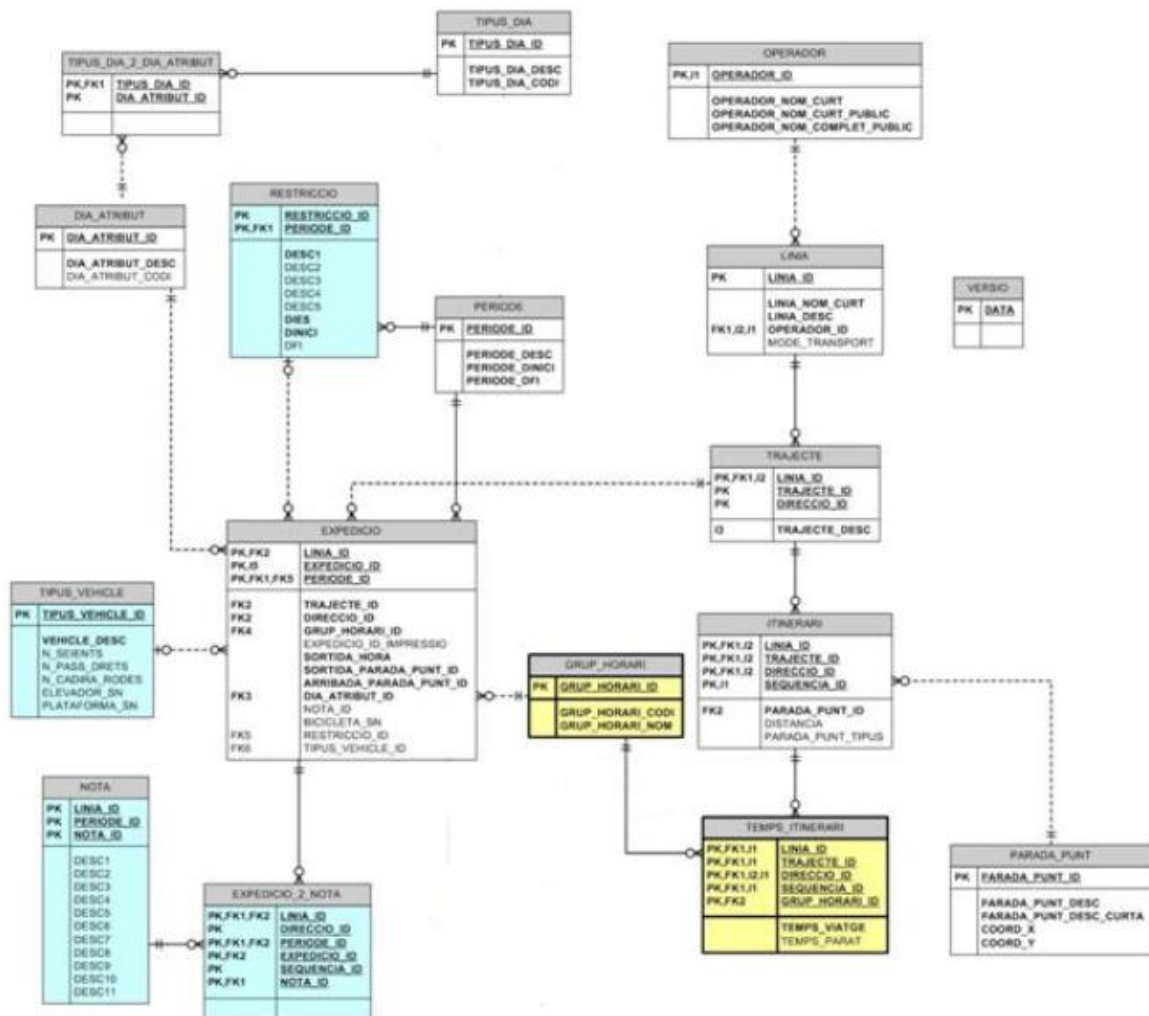 TIPUS_DIA
PK TIPUS_DIA_ID
TIPUS_DIA_DESC
TIPUS_DIA_CODI
TIPUS_DIA_2_DIA_ATRIBUT
PK,FK1 TIPUS_DIA_ID
PK DIA_ATRIBUT_ID
OPERADOR
PK,I1 OPERADOR_ID
OPERADOR_NOM_CURT
OPERADOR_NOM_CURT_PUBLIC
OPERADOR_NOM_COMPLET_PUBLIC
DIA_ATRIBUT
PK DIA_ATRIBUT_ID
DIA_ATRIBUT_DESC
DIA_ATRIBUT_CODI
RESTRICCIO
PK RESTRICCIO_ID
PK,FK1 PERIODE_ID
DESC1
DESC2
DESC3
DESC4
DESC5
DIES
DINICI
DFI
PERIODE
PK PERIODE_ID
PERIODE_DESC
PERIODE_DINICI
PERIODE_DFI
LINIA
PK LINIA_ID
LINIA_NOM_CURT
LINIA_DESC
FK1,I2,I1 OPERADOR_ID
MODE_TRANSPORT
VERSIO
PK DATA
TRAJECTE
PK,FK1,I2 LINIA_ID
PK TRAJECTE_ID
PK DIRECCIO_ID
I3 TRAJECTE_DESC
EXPEDICIO
PK,FK2 LINIA_ID
PK,I5 EXPEDICIO_ID
PK,FK1,FK5 PERIODE_ID
FK2 TRAJECTE_ID
FK2 DIRECCIO_ID
FK4 GRUP_HORARI_ID
EXPEDICIO_ID_IMPRESSIO
SORTIDA_HORA
SORTIDA_PARADA_PUNT_ID
ARRIBADA_PARADA_PUNT_ID
FK3 DIA_ATRIBUT_ID
NOTA_ID
BICICLETA_SN
FK5 RESTRICCIO_ID
FK6 TIPUS_VEHICLE_ID
TIPUS_VEHICLE
PK TIPUS_VEHICLE_ID
VEHICLE_DESC
N_SEIENTS
N_PASS_DRETS
N_CADIRA_RODES
ELEVADOR_SN
PLATAFORMA_SN
ITINERARI
PK,FK1,I2 LINIA_ID
PK,FK1,I2 TRAJECTE_ID
PK,FK1,I2 DIRECCIO_ID
PK,I1 SEQUENCIA_ID
FK2 PARADA_PUNT_ID
DISTANCIA
PARADA_PUNT_TIPUS
GRUP_HORARI
PK GRUP_HORARI_ID
GRUP_HORARI_CODI
GRUP_HORARI_NOM
NOTA
PK LINIA_ID
PK PERIODE_ID
PK NOTA_ID
DESC1
DESC2
DESC3
DESC4
DESC5
DESC6
DESC7
DESC8
DESC9
DESC10
DESC11
EXPEDICIO_2_NOTA
PK,FK1,FK2 LINIA_ID
PK DIRECCIO_ID
PK,FK1,FK2 PERIODE_ID
PK,FK2 EXPEDICIO_ID
PK SEQUENCIA_ID
PK,FK1 NOTA_ID
TEMPS_ITINERARI
PK,FK1,I1 LINIA_ID
PK,FK1,I1 TRAJECTE_ID
PK,FK1,I2,I1 DIRECCIO_ID
PK,FK1,I1 SEQUENCIA_ID
PK,FK2 GRUP_HORARI_ID
TEMPS_VIATGE
TEMPS_PARAT
PARADA_PUNT
PK PARADA_PUNT_ID
PARADA_PUNT_DESC
PARADA_PUNT_DESC_CURTA
COORD_X
COORD_Y